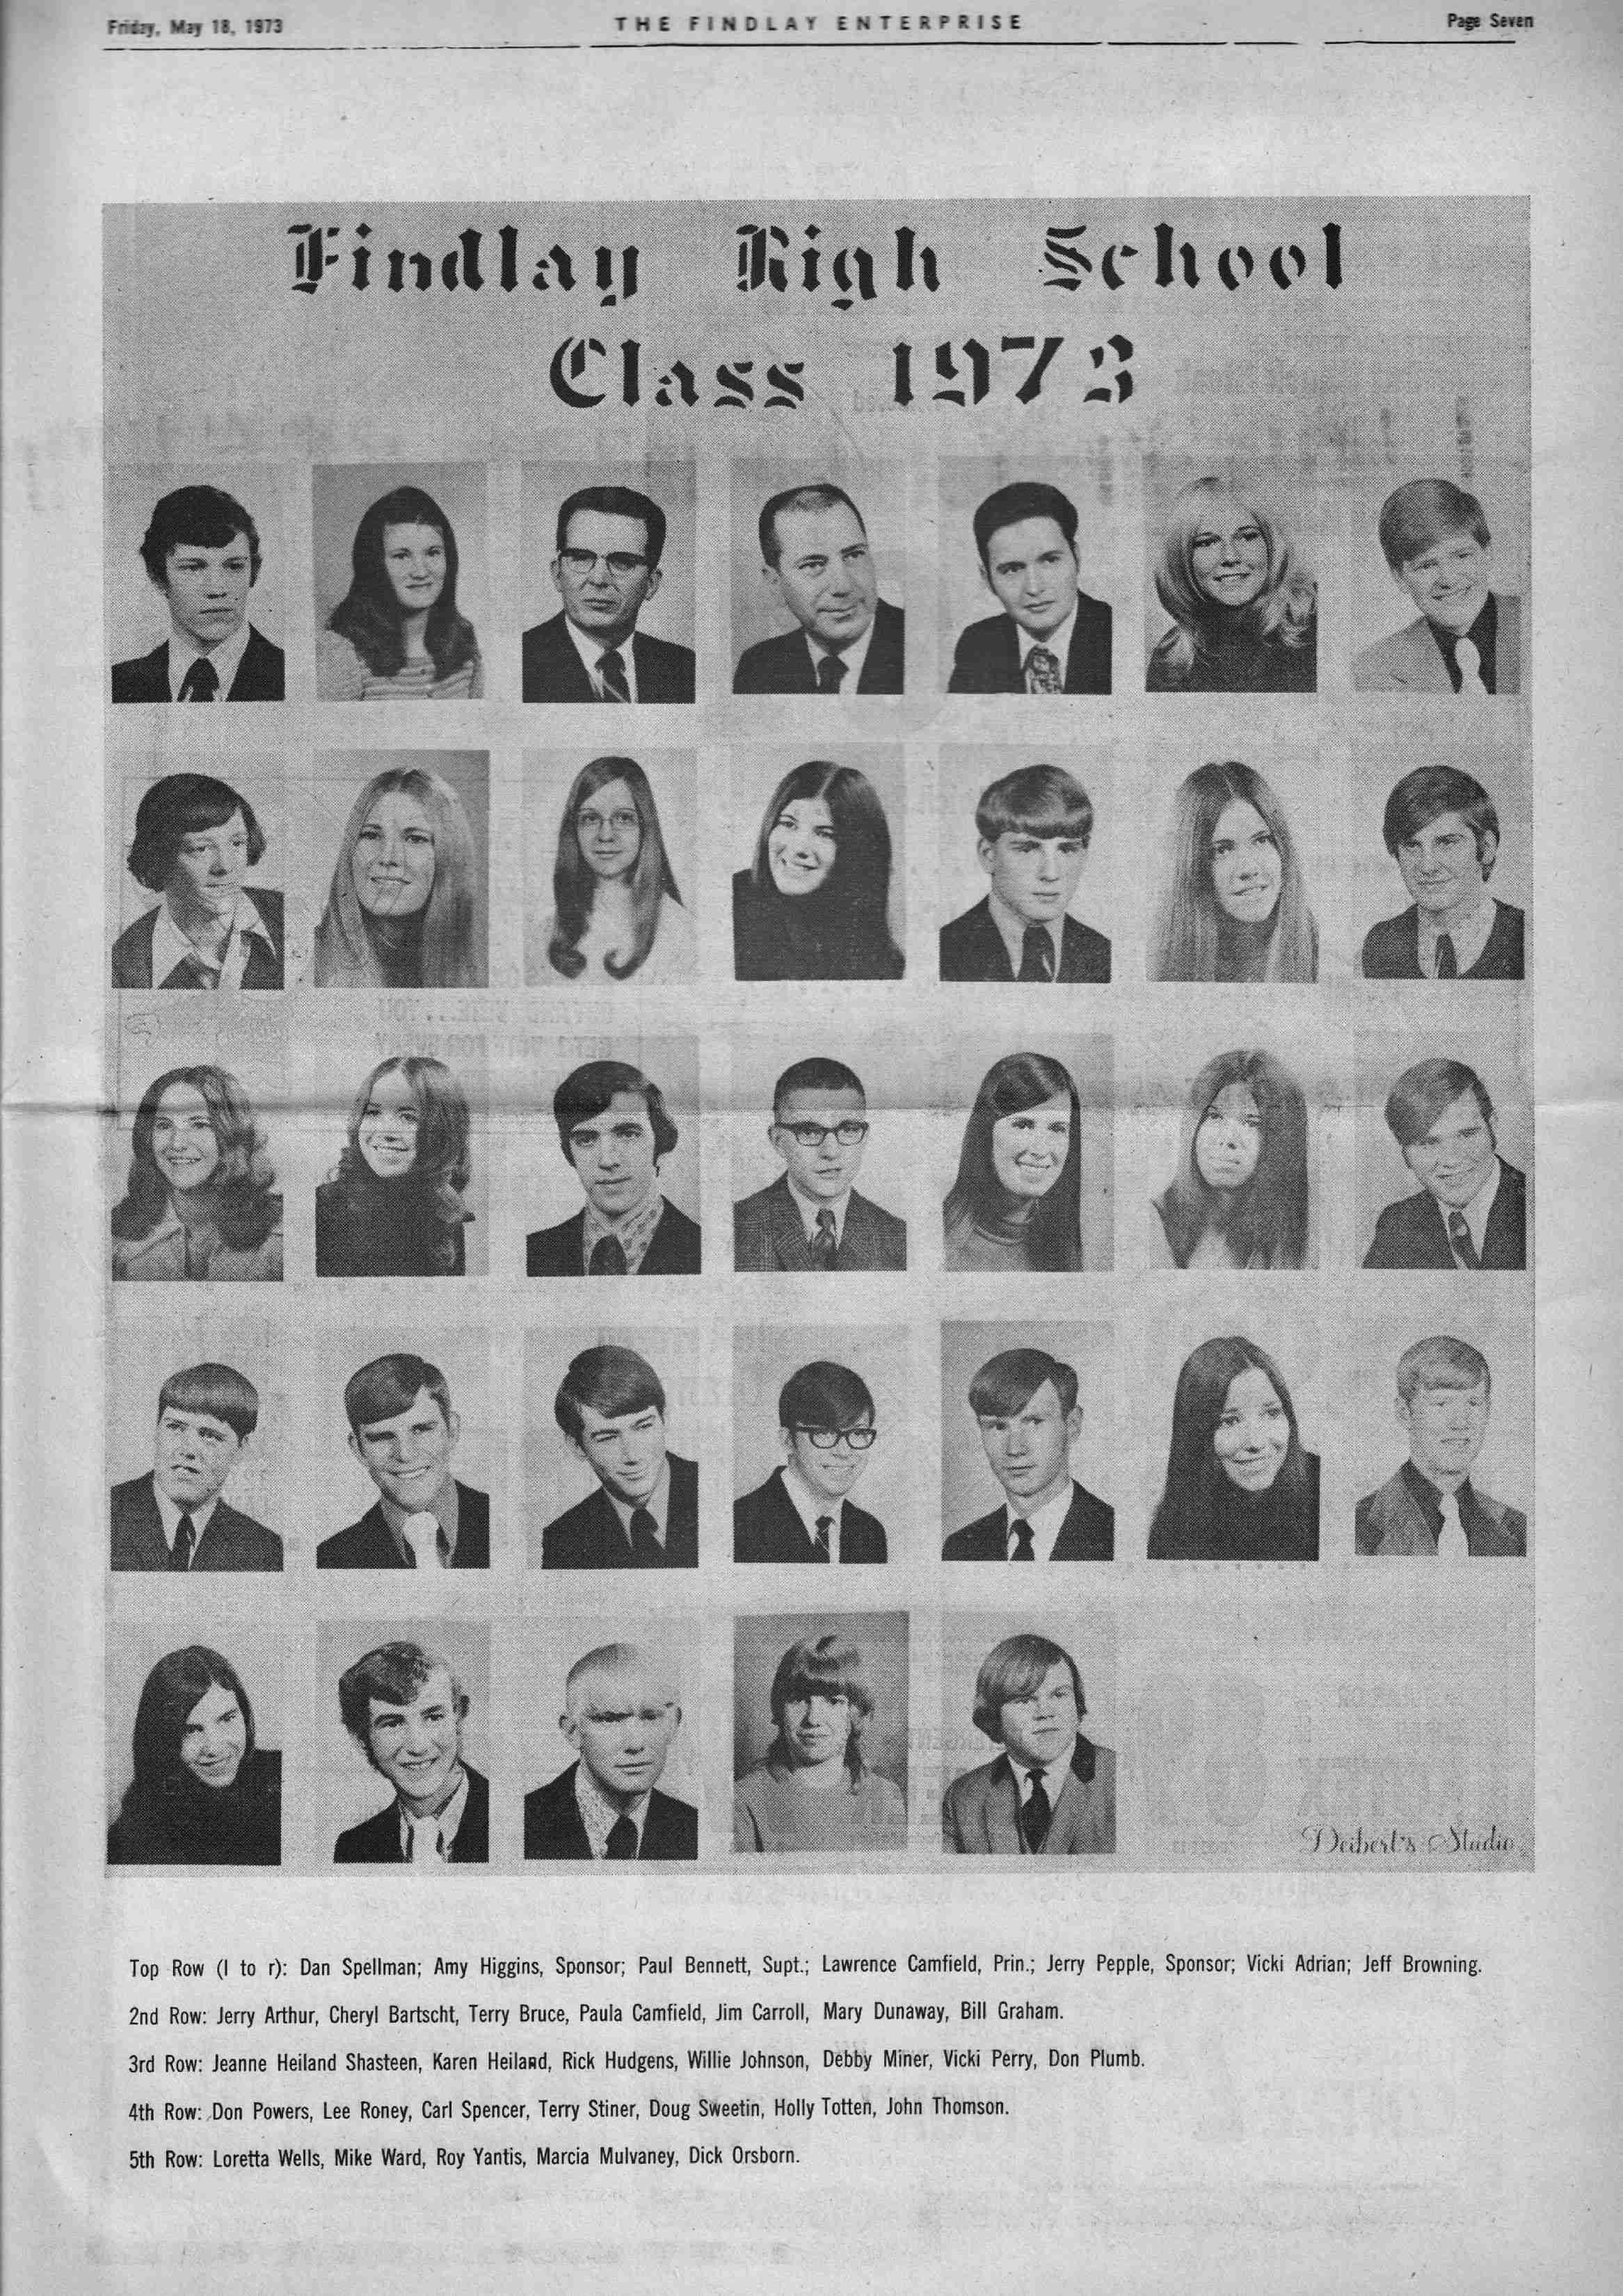 Friday, May 18, 1973 THE FINDLAY ENTERPRISE Page Seven
Findlay High School
Class 1973
Deibert's Studio
Top Row (l to r): Dan Spellman; Amy Higgins, Sponsor; Paul Bennett, Supt.; Lawrence Camfield, Prin.; Jerry Pepple, Sponsor; Vicki Adrian; Jeff Browning.
2nd Row: Jerry Arthur, Cheryl Bartscht, Terry Bruce, Paula Camfield, Jim Carroll, Mary Dunaway, Bill Graham.
3rd Row: Jeanne Heiland Shasteen, Karen Heiland, Rick Hudgens, Willie Johnson, Debby Miner, Vicki Perry, Don Plumb.
4th Row: Don Powers, Lee Roney, Carl Spencer, Terry Stiner, Doug Sweetin, Holly Totten, John Thomson.
5th Row: Loretta Wells, Mike Ward, Roy Yantis, Marcia Mulvaney, Dick Orsborn.